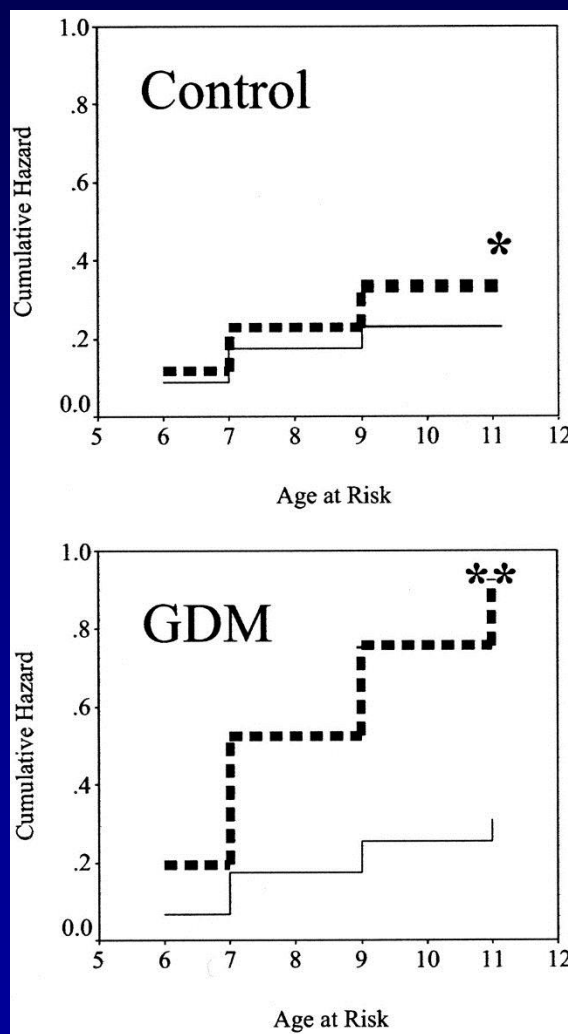 1.0
Control
.8
.6
Cumulative Hazard
*
.4
.2
0.0
5 6 7 8 9 10 11 12
Age at Risk
1.0
**
GDM
.8
.6
Cumulative Hazard
.4
.2
0.0
5 6 7 8 9 10 11 12
Age at Risk